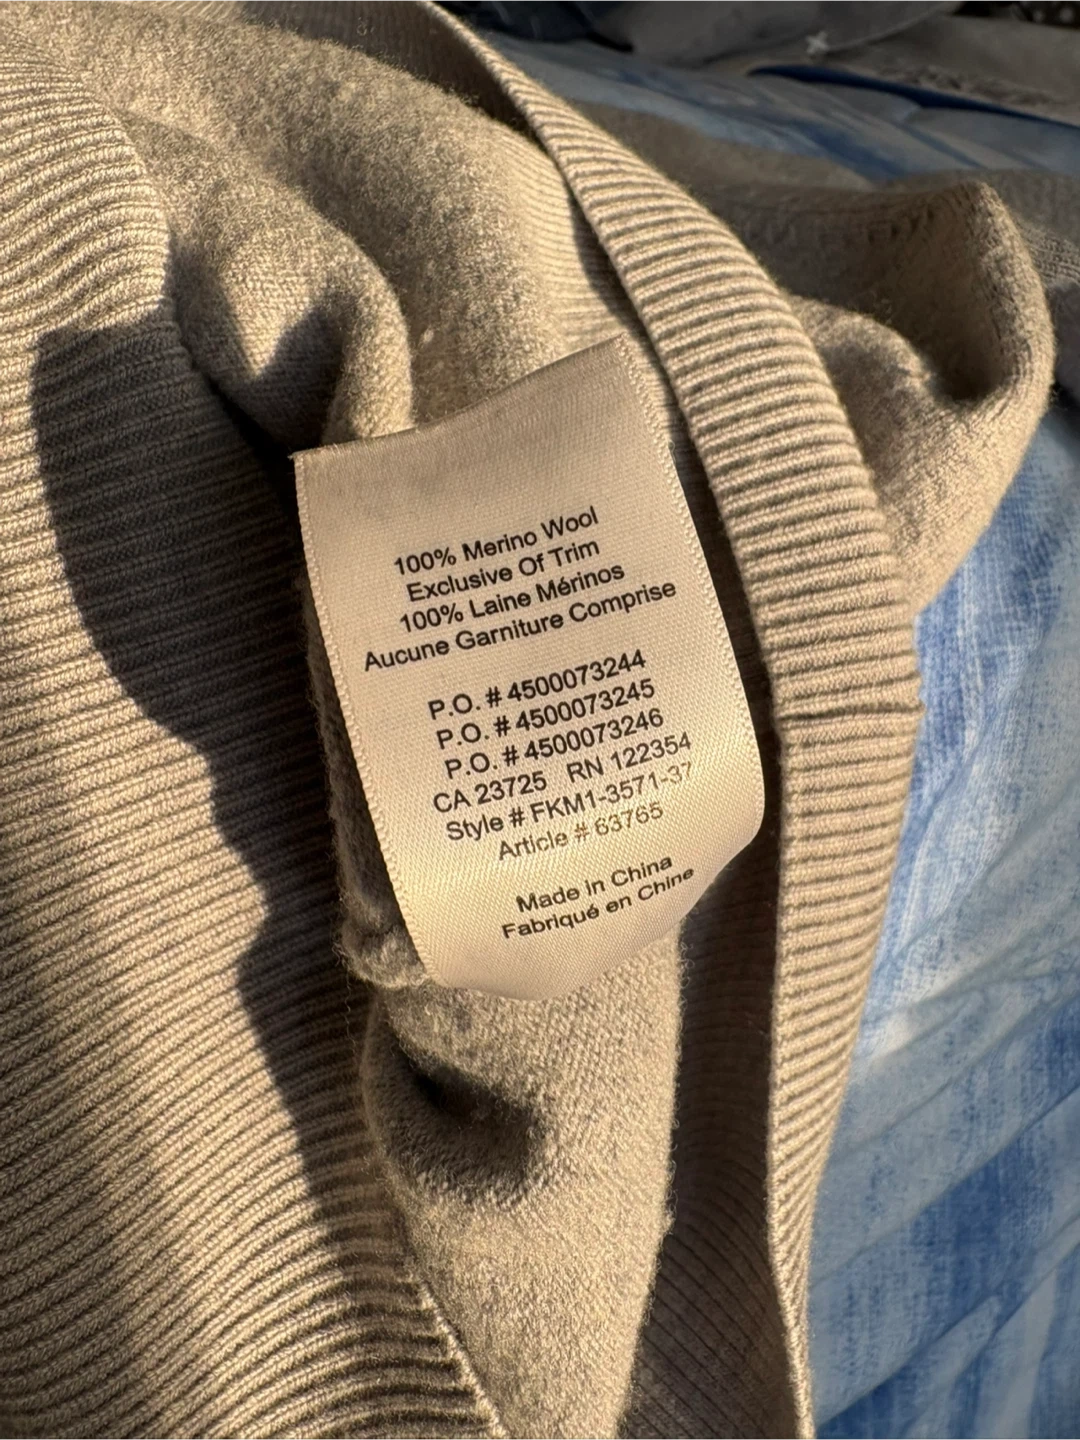 100% Merino Wool
Exclusive Of Trim
100% Laine Mérinos
Aucune Garniture Comprise
P.O. # 4500073244
P.O. # 4500073245
P.O. # 4500073246
CA 23725 RN 122354
Style # FKM1-3571-37
Article # 63765
Made in China
Fabriqué en Chine